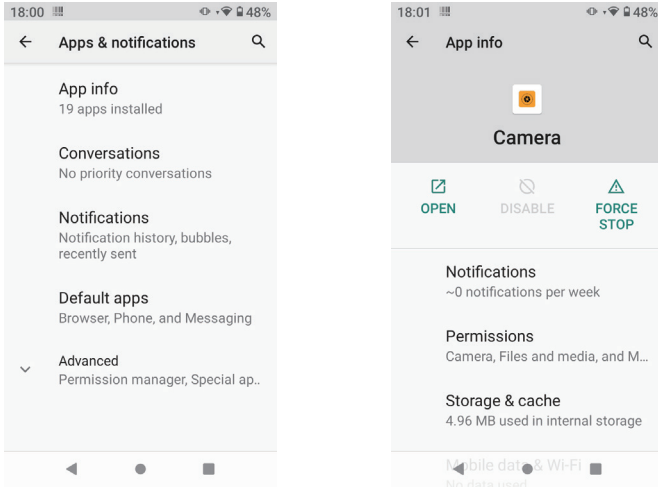 18:00 48%
Apps & notifications
App info
19 apps installed
Conversations
No priority conversations
Notifications
Notification history, bubbles,
recently sent
Default apps
Browser, Phone, and Messaging
Advanced
Permission manager, Special ap..
18:01 48%
App info
Camera
OPEN
DISABLE
FORCE
STOP
Notifications
~0 notifications per week
Permissions
Camera, Files and media, and M...
Storage & cache
4.96 MB used in internal storage
Mobile data & Wi-Fi
No data used